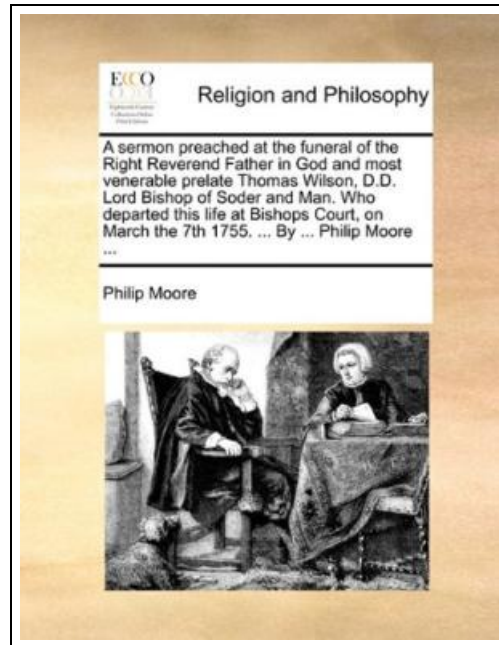 ECCO
Religion and Philosophy
A sermon preached at the funeral of the
Right Reverend Father in God and most
venerable prelate Thomas Wilson, D.D.
Lord Bishop of Soder and Man. Who
departed this life at Bishops Court, on
March the 7th 1755. ... By ... Philip Moore
...
Philip Moore